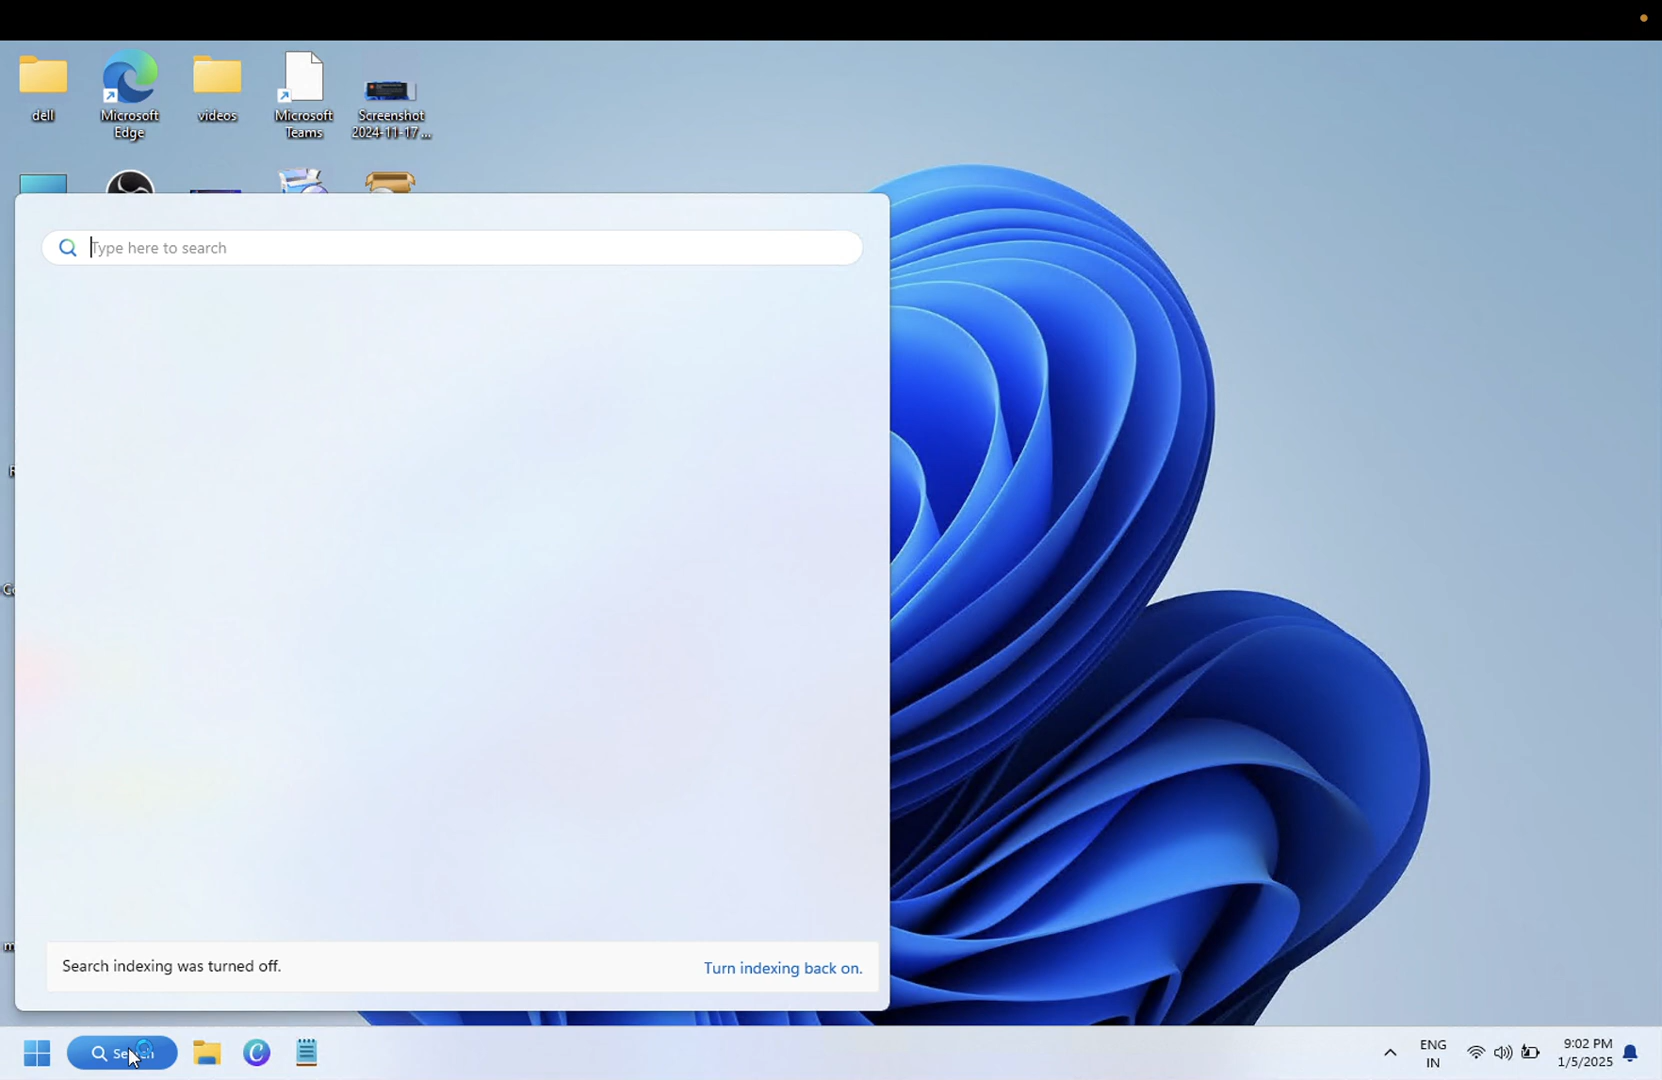 dell
Microsoft
Edge
videos
Microsoft
Teams
Screenshot
2024-11-17 ...
Type here to search
Search indexing was turned off.
Turn indexing back on.
ENG
IN
9:02 PM
1/5/2025